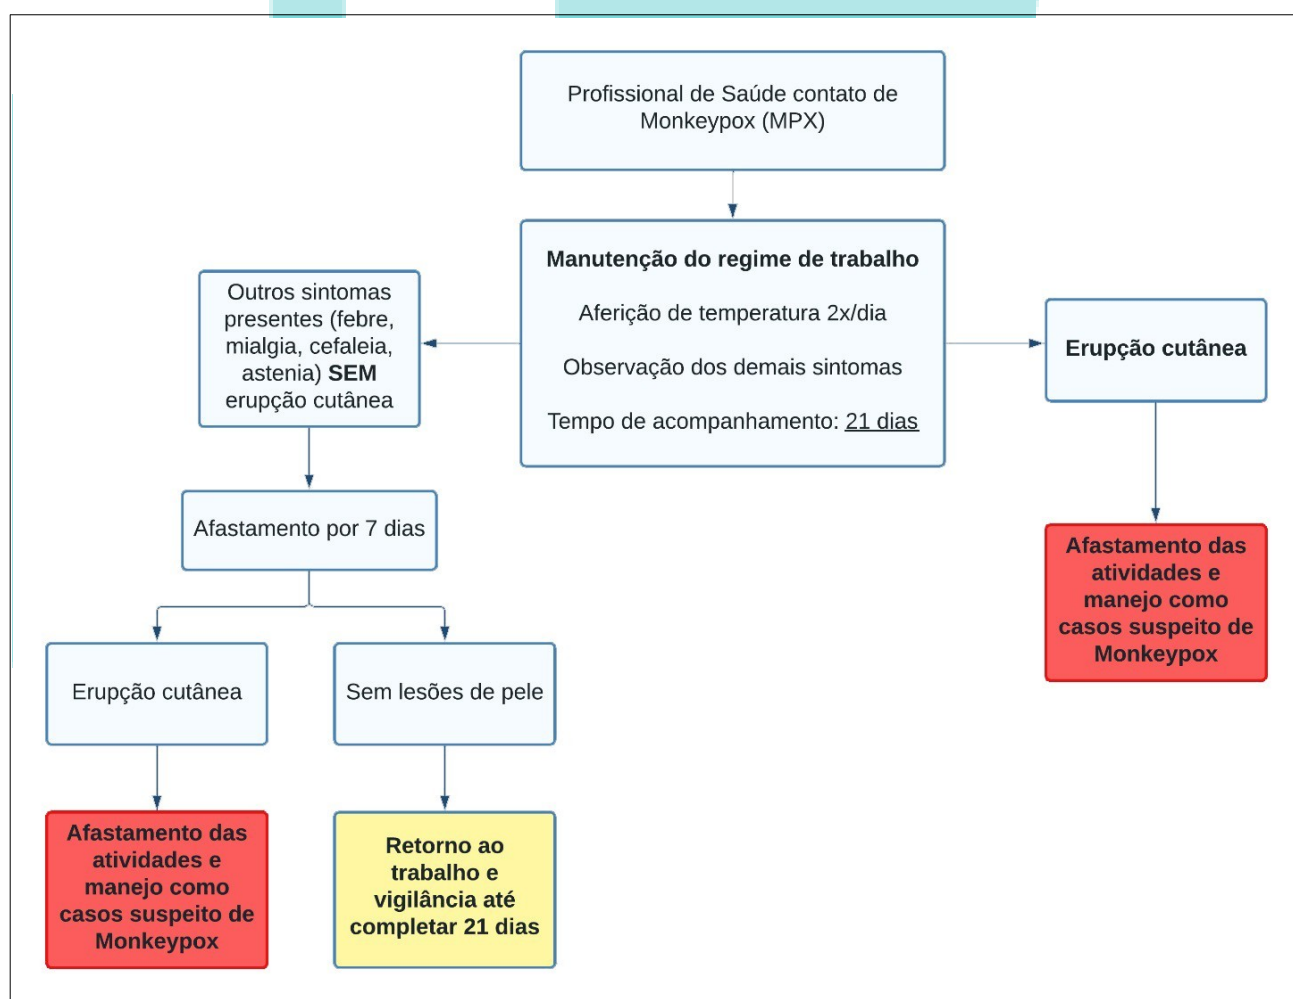 Profissional de Saúde contato de
Monkeypox (MPX)
Manutenção do regime de trabalho
Aferição de temperatura 2x/dia
Observação dos demais sintomas
Tempo de acompanhamento: 21 dias
Outros sintomas
presentes (febre,
mialgia, cefaleia,
astenia) SEM
erupção cutânea
Erupção cutânea
Afastamento por 7 dias
Afastamento das
atividades e
manejo como
casos suspeito de
Monkeypox
Erupção cutânea
Sem lesões de pele
Afastamento das
atividades e
manejo como
casos suspeito de
Monkeypox
Retorno ao
trabalho e
vigilância até
completar 21 dias